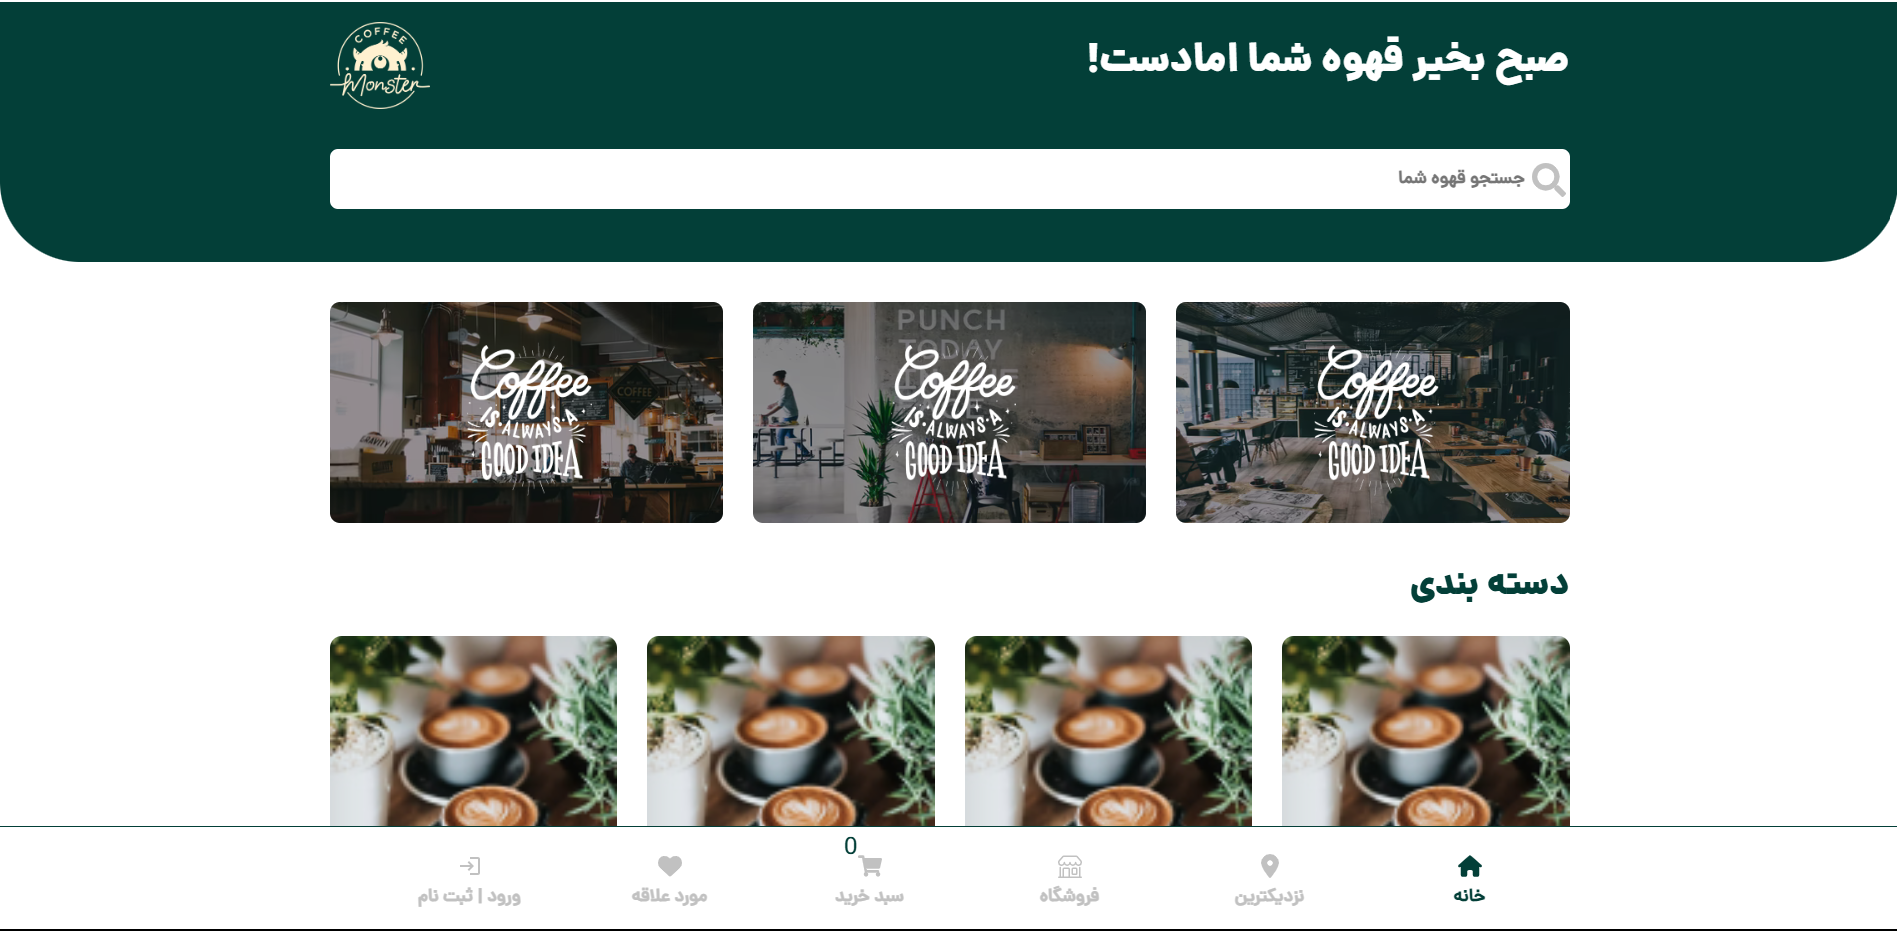 صبح بخیر قهوه شما امادست!
COFFEE
Monster
جستجو قهوه شما
PUNCH
TODAY
Coffee
IS ALWAYS A
GOOD IDEA
Coffee
IS ALWAYS A
GOOD IDEA
COFFEE
GRAVITY
Coffee
IS ALWAYS A
GOOD IDEA
دسته بندی
خانه
نزدیکترین
فروشگاه
0
سبد خرید
مورد علاقه
ورود | ثبت نام